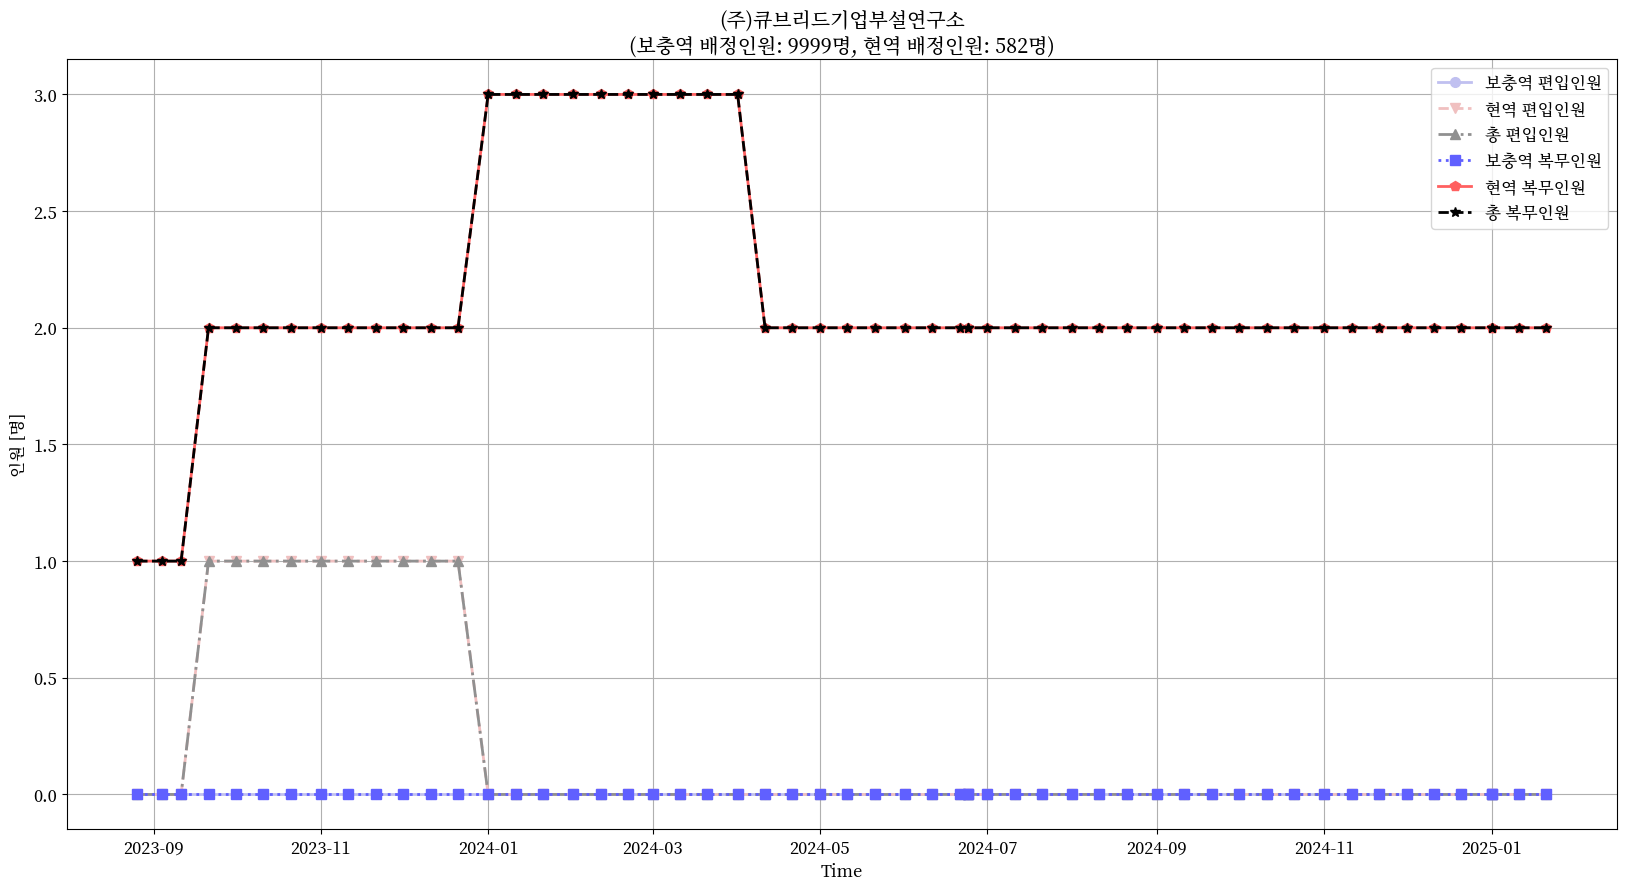 (주)큐브리드기업부설연구소
(보충역 배정인원: 9999명, 현역 배정인원: 582명)
보충역 편입인원
현역 편입인원
총 편입인원
보충역 복무인원
현역 복무인원
총 복무인원
3.0
2.5
2.0
1.5
1.0
0.5
0.0
인원 [명]
2023-09
2023-11
2024-01
2024-03
2024-05
2024-07
2024-09
2024-11
2025-01
Time